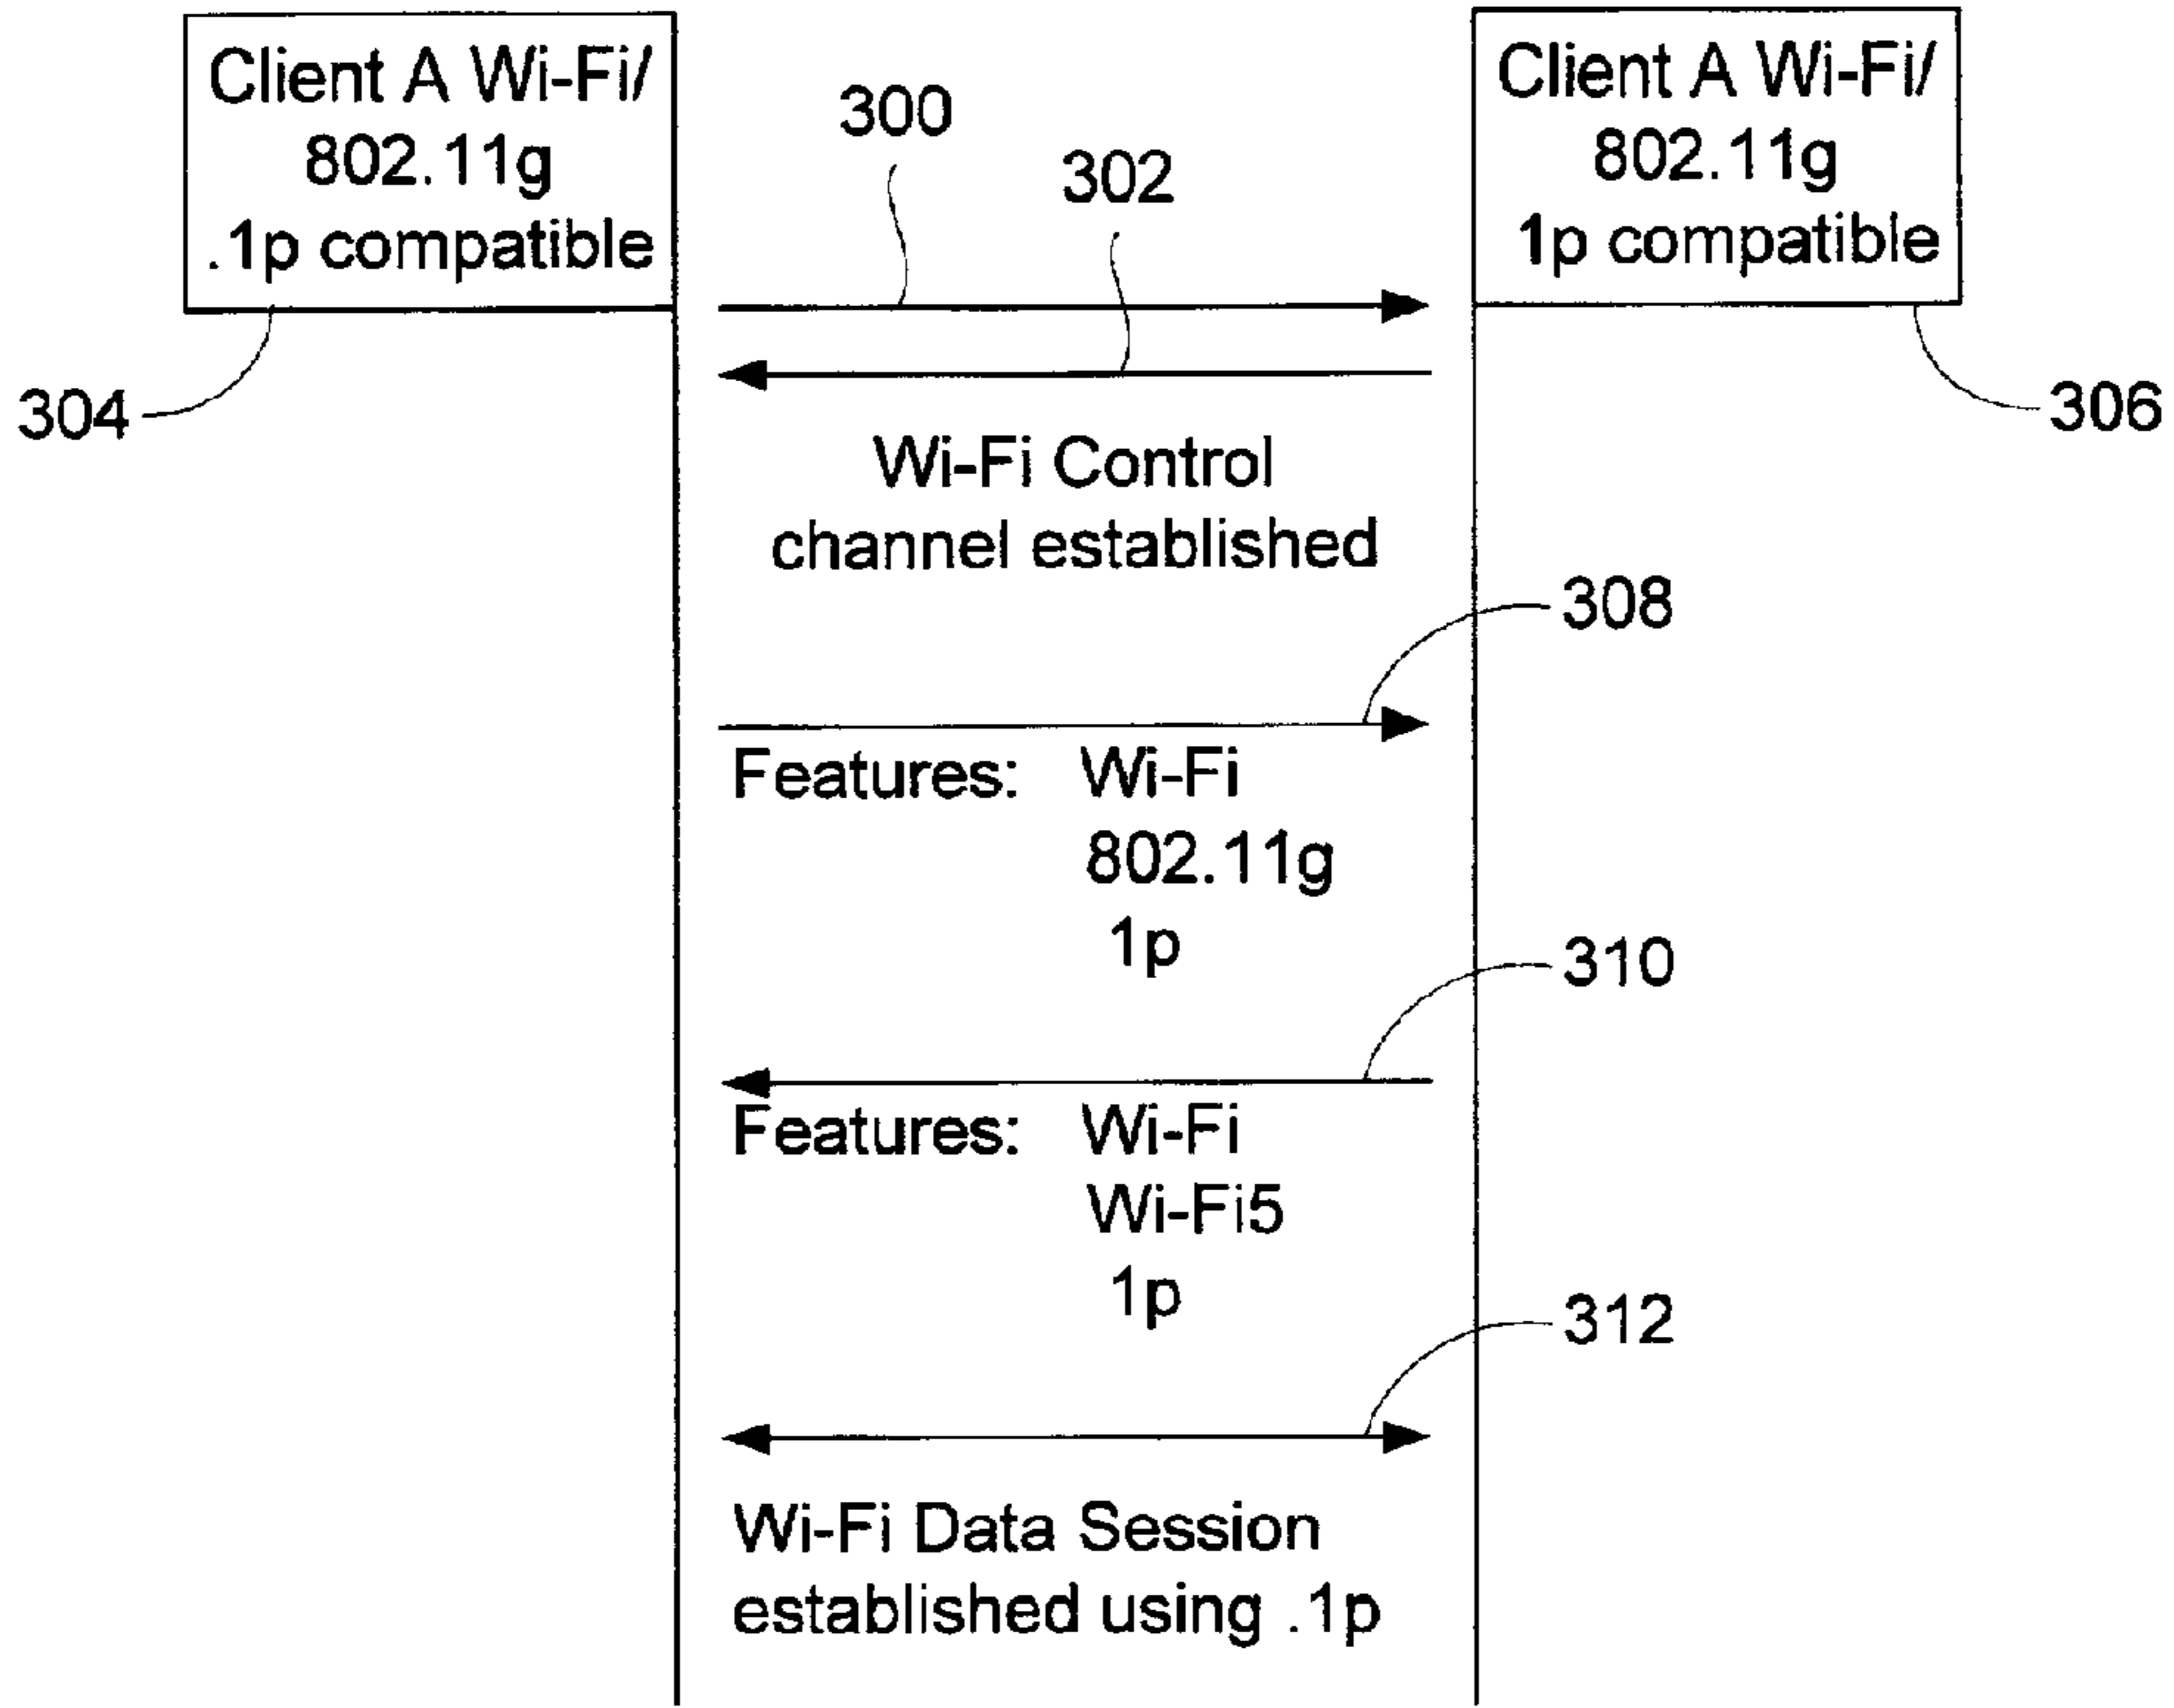 Client A Wi-Fi/
802.11g
.1p compatible
Client A Wi-Fi/
802.11g
1p compatible
300
302
304
306
Wi-Fi Control
channel established
308
Features: Wi-Fi
802.11g
1p
310
Features: Wi-Fi
Wi-Fi5
1p
312
Wi-Fi Data Session
established using .1p